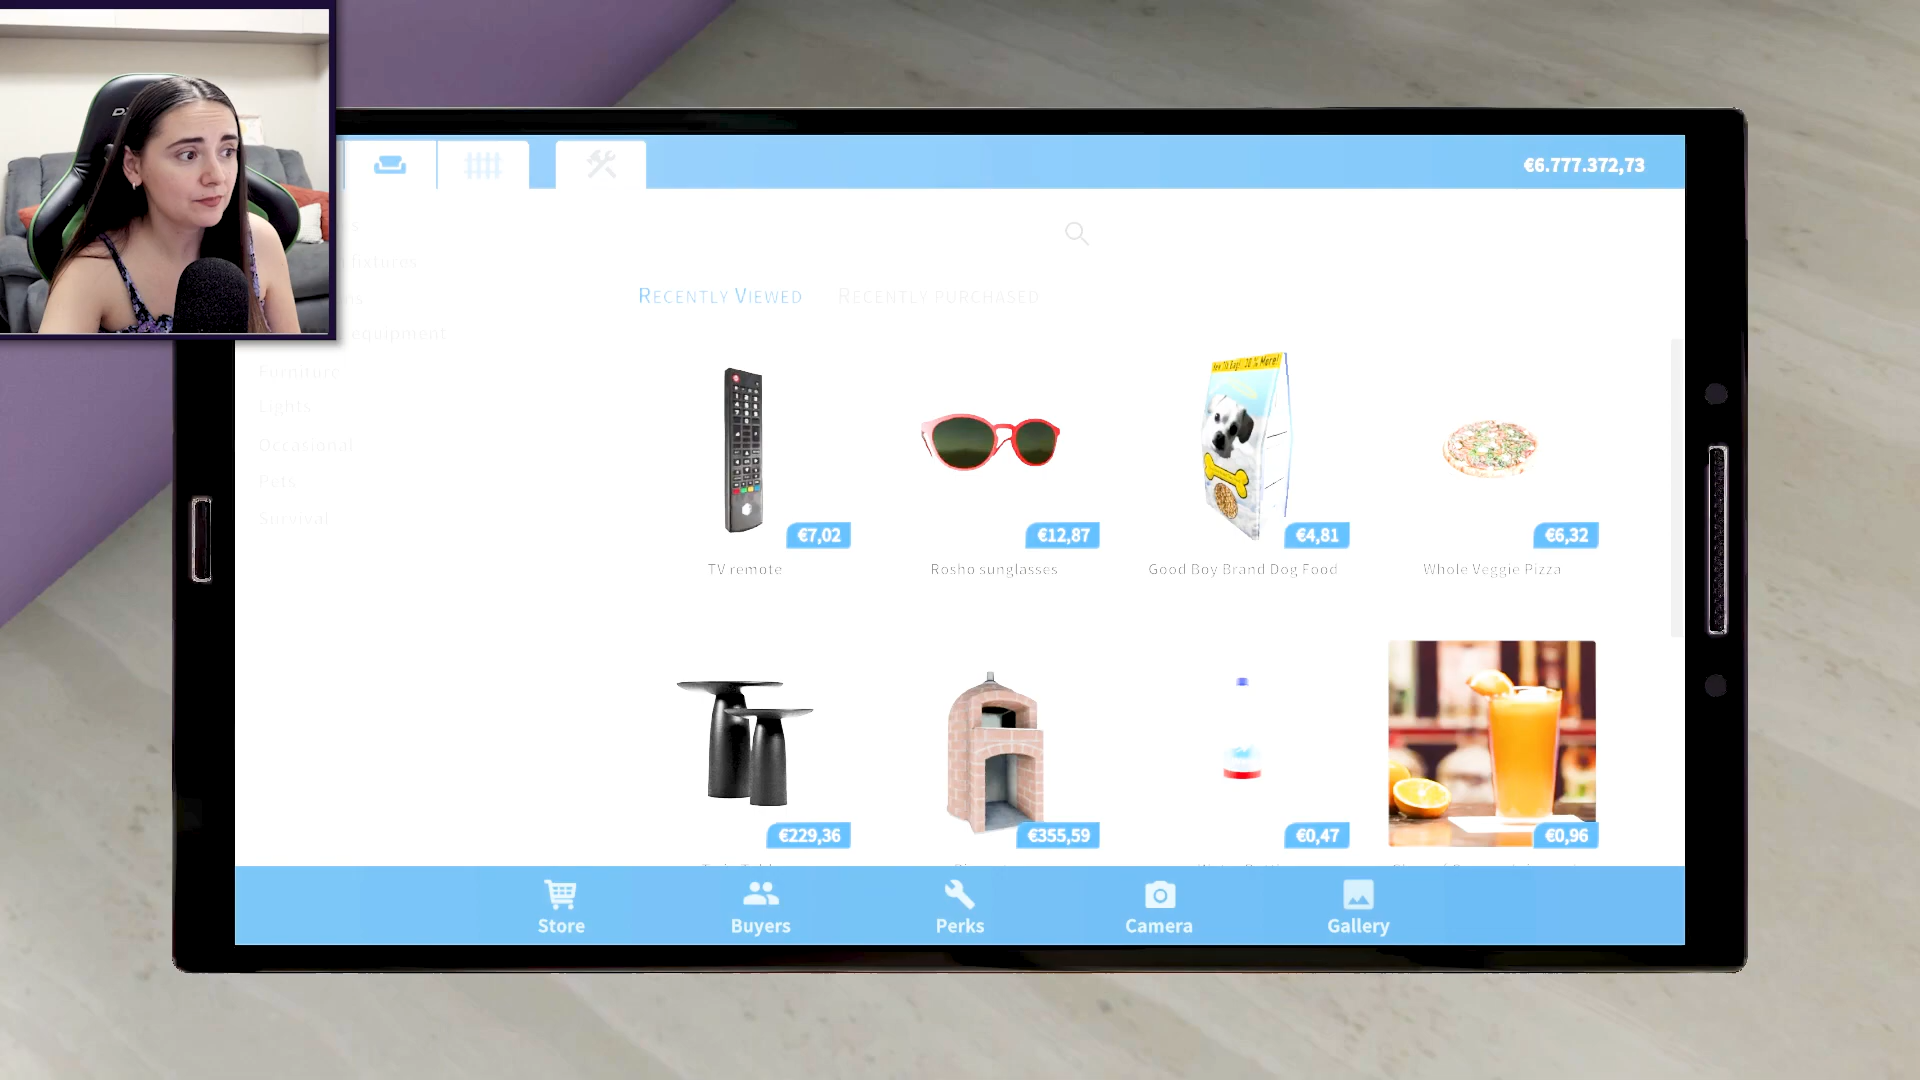 €6.777.372,73
fixtures
equipment
RECENTLY VIEWED RECENTLY PURCHASED
Furniture
Lights
Occasional
Pets
Survival
€7,02
€12,87
€4,81
€6,32
TV remote
Rosho sunglasses
Good Boy Brand Dog Food
Whole Veggie Pizza
€229,36
€355,59
€0,47
€0,96
Store
Buyers
Perks
Camera
Gallery